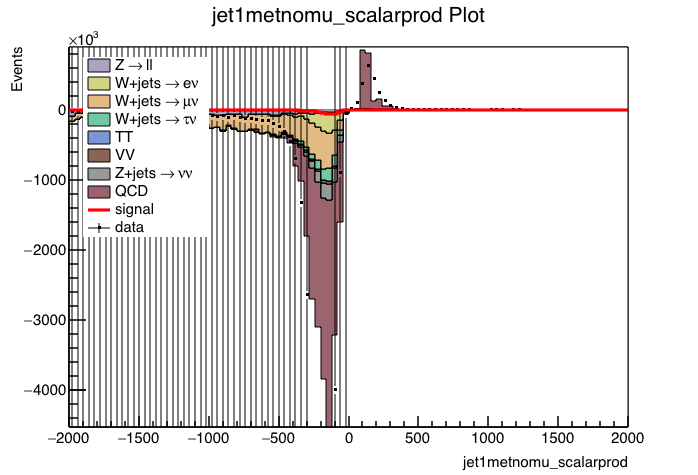 jet1metnomu_scalarprod Plot
×10³
Events
Z → ll
W+jets → eν
W+jets → μν
W+jets → τν
TT
VV
Z+jets → νν
QCD
signal
data
0
−1000
−2000
−3000
−4000
−2000 −1500 −1000 −500 0 500 1000 1500 2000
jet1metnomu_scalarprod